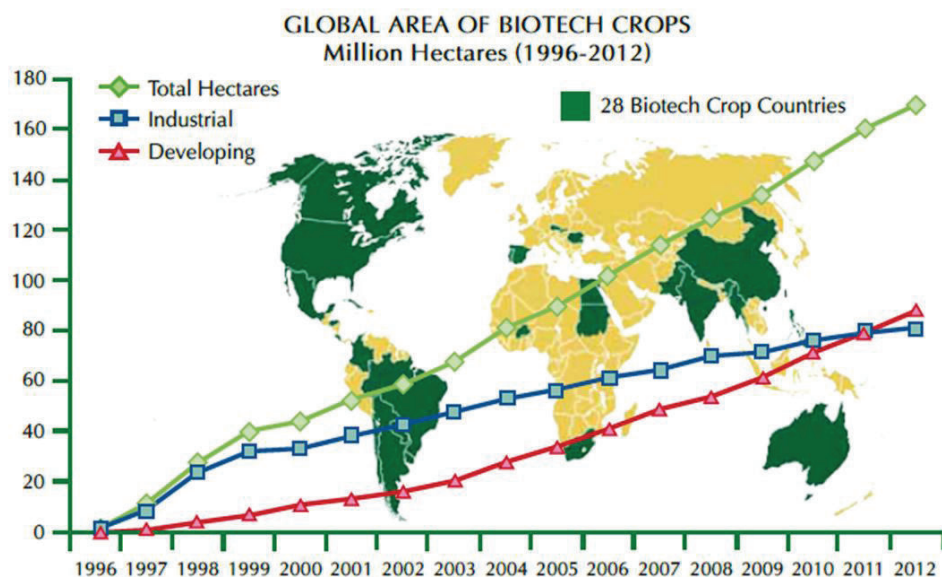 GLOBAL AREA OF BIOTECH CROPS
Million Hectares (1996-2012)
Total Hectares
Industrial
Developing
28 Biotech Crop Countries
180
160
140
120
100
80
60
40
20
0
1996 1997 1998 1999 2000 2001 2002 2003 2004 2005 2006 2007 2008 2009 2010 2011 2012